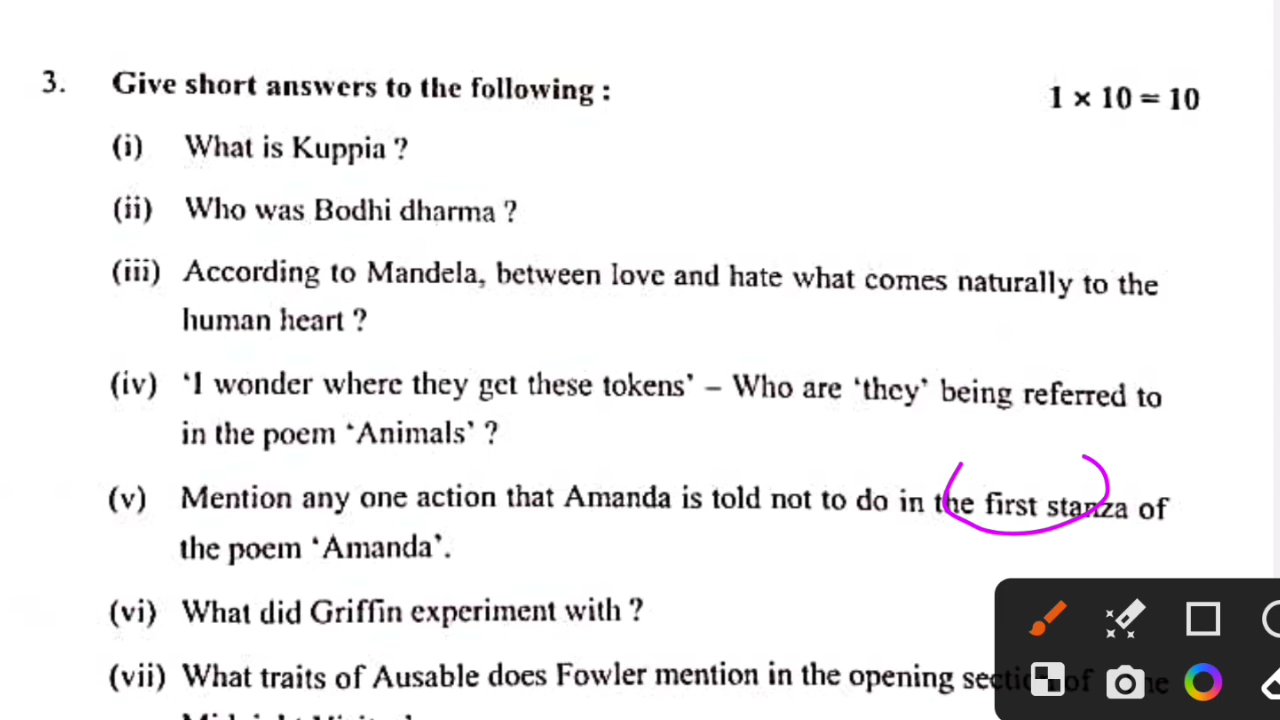 3. Give short answers to the following : 1 × 10 = 10
(i) What is Kuppia ?
(ii) Who was Bodhi dharma ?
(iii) According to Mandela, between love and hate what comes naturally to the
human heart ?
(iv) ‘I wonder where they get these tokens’ – Who are ‘they’ being referred to
in the poem ‘Animals’ ?
(v) Mention any one action that Amanda is told not to do in the first stanza of
the poem ‘Amanda’.
(vi) What did Griffin experiment with ?
(vii) What traits of Ausable does Fowler mention in the opening section of